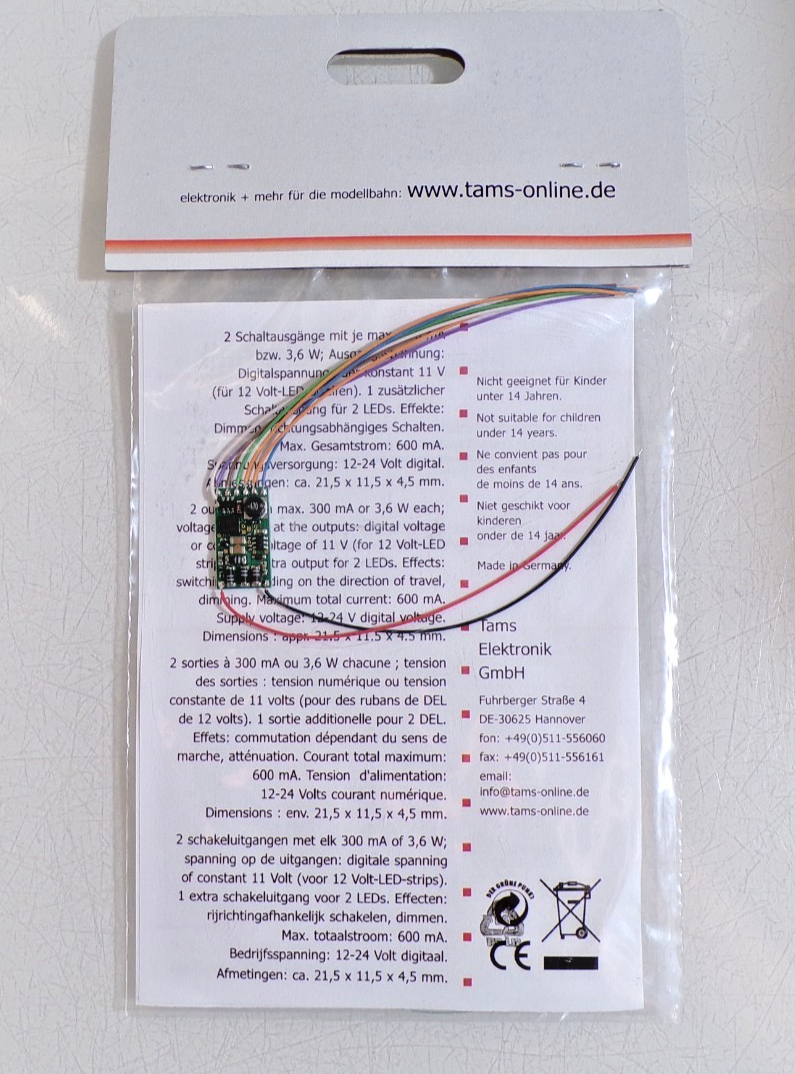 elektronik + mehr für die modellbahn: www.tams-online.de
2 Schaltausgänge mit je max.
bzw. 3,6 W;
Digitalspannung konstant 11 V
(für 12 Volt-LED 1 zusätzlicher
für 2 LEDs. Effekte:
Schalten.
Max. Gesamtstrom: 600 mA.
12-24 Volt digital.
ca. 21,5 x 11,5 x 4,5 mm.
2 max. 300 mA or 3,6 W each;
voltage at the outputs: digital voltage
or of 11 V (for 12 Volt-LED
output for 2 LEDs. Effects:
on the direction of travel,
dimming. Maximum total current: 600 mA.
Supply voltage: 12-24 V digital voltage.
Dimensions : appr. 21,5 x 11,5 x 4,5 mm.
2 sorties à 300 mA ou 3,6 W chacune ; tension
des sorties : tension numérique ou tension
constante de 11 volts (pour des rubans de DEL
de 12 volts). 1 sortie additionelle pour 2 DEL.
Effets: commutation dépendant du sens de
marche, atténuation. Courant total maximum:
600 mA. Tension d'alimentation:
12-24 Volts courant numérique.
Dimensions : env. 21,5 x 11,5 x 4,5 mm.
2 schakeluitgangen met elk 300 mA of 3,6 W;
spanning op de uitgangen: digitale spanning
of constant 11 Volt (voor 12 Volt-LED-strips).
1 extra schakeluitgang voor 2 LEDs. Effecten:
rijrichtingafhankelijk schakelen, dimmen.
Max. totaalstroom: 600 mA.
Bedrijfsspanning: 12-24 Volt digitaal.
Afmetingen: ca. 21,5 x 11,5 x 4,5 mm.
Nicht geeignet für Kinder
unter 14 Jahren.
Not suitable for children
under 14 years.
Ne convient pas pour
des enfants
de moins de 14 ans.
Niet geschikt voor
kinderen
onder de 14 jaar.
Made in Germany.
Tams
Elektronik
GmbH
Fuhrberger Straße 4
DE-30625 Hannover
fon: +49(0)511-556060
fax: +49(0)511-556161
email:
info@tams-online.de
www.tams-online.de
DER GRÜNE PUNKT
CE